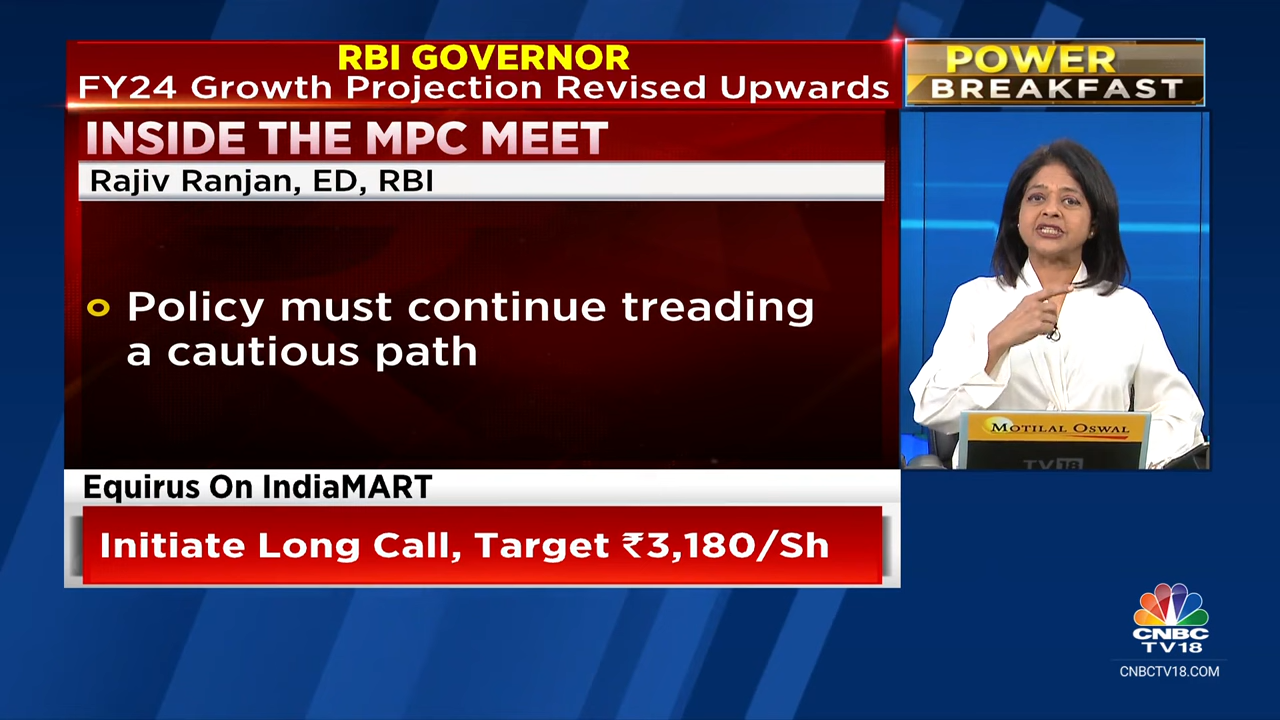 RBI GOVERNOR
FY24 Growth Projection Revised Upwards
POWER
BREAKFAST
INSIDE THE MPC MEET
Rajiv Ranjan, ED, RBI
Policy must continue treading
a cautious path
MOTILAL OSWAL
TV18
Equirus On IndiaMART
Initiate Long Call, Target ₹3,180/Sh
CNBC
TV18
CNBCTV18.COM